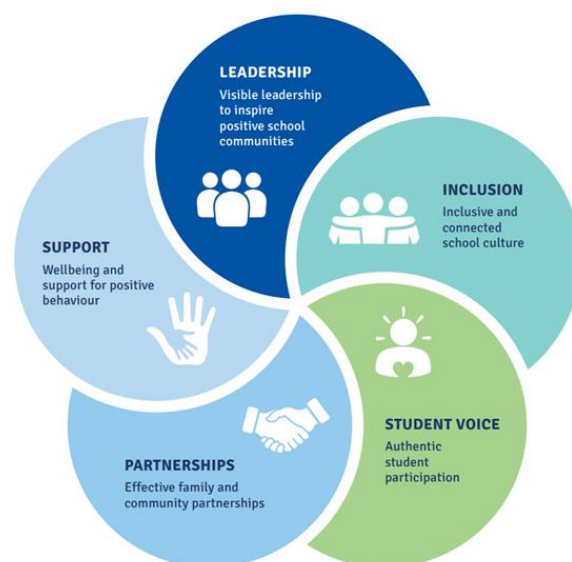 LEADERSHIP
Visible leadership
to inspire
positive school
communities
INCLUSION
Inclusive and
connected
school culture
STUDENT VOICE
Authentic
student
participation
PARTNERSHIPS
Effective family and
community partnerships
SUPPORT
Wellbeing and
support for positive
behaviour